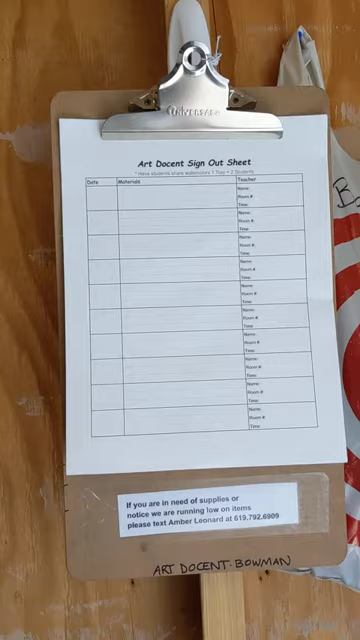 UNIVERSAL
Art Docent Sign Out Sheet
* Have students share watercolors 1 Tray = 2 Students
Date Materials Teacher
Name:
Room #:
Time:
Name:
Room #:
Time:
Name:
Room #:
Time:
Name:
Room #
Time:
Name:
Room #
Time:
Name:
Room #
Time:
Name:
Room #
Time:
Name:
Room #
Time:
Name:
Room #
Time:
Name:
Room #
Time:
If you are in need of supplies or
notice we are running low on items
please text Amber Leonard at 619.792.6909
ART DOCENT-BOWMAN